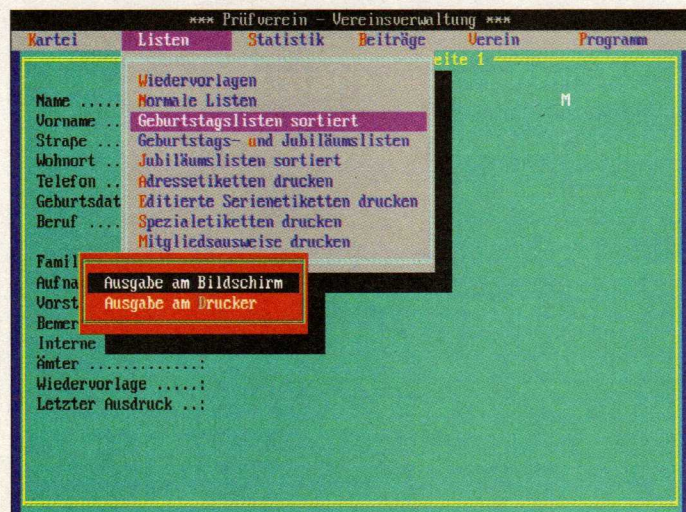 *** Prüfverein - Vereinsverwaltung ***
Kartei Listen Statistik Beiträge Verein Programm
eite 1
Wiedervorlagen
Normale Listen
Geburtstagslisten sortiert
Geburtstags- und Jubiläumslisten
Jubiläumslisten sortiert
Adressetiketten drucken
Editierte Serienetiketten drucken
Spezialetiketten drucken
Mitgliedsausweise drucken
Name ..... M
Vorname ..
Straße ...
Wohnort ..
Telefon ..
Geburtsdat
Beruf ....
Famil
Aufna
Vorst
Bemer
Interne
Ausgabe am Bildschirm
Ausgabe am Drucker
Ämter .............:
Wiedervorlage .....:
Letzter Ausdruck ..: